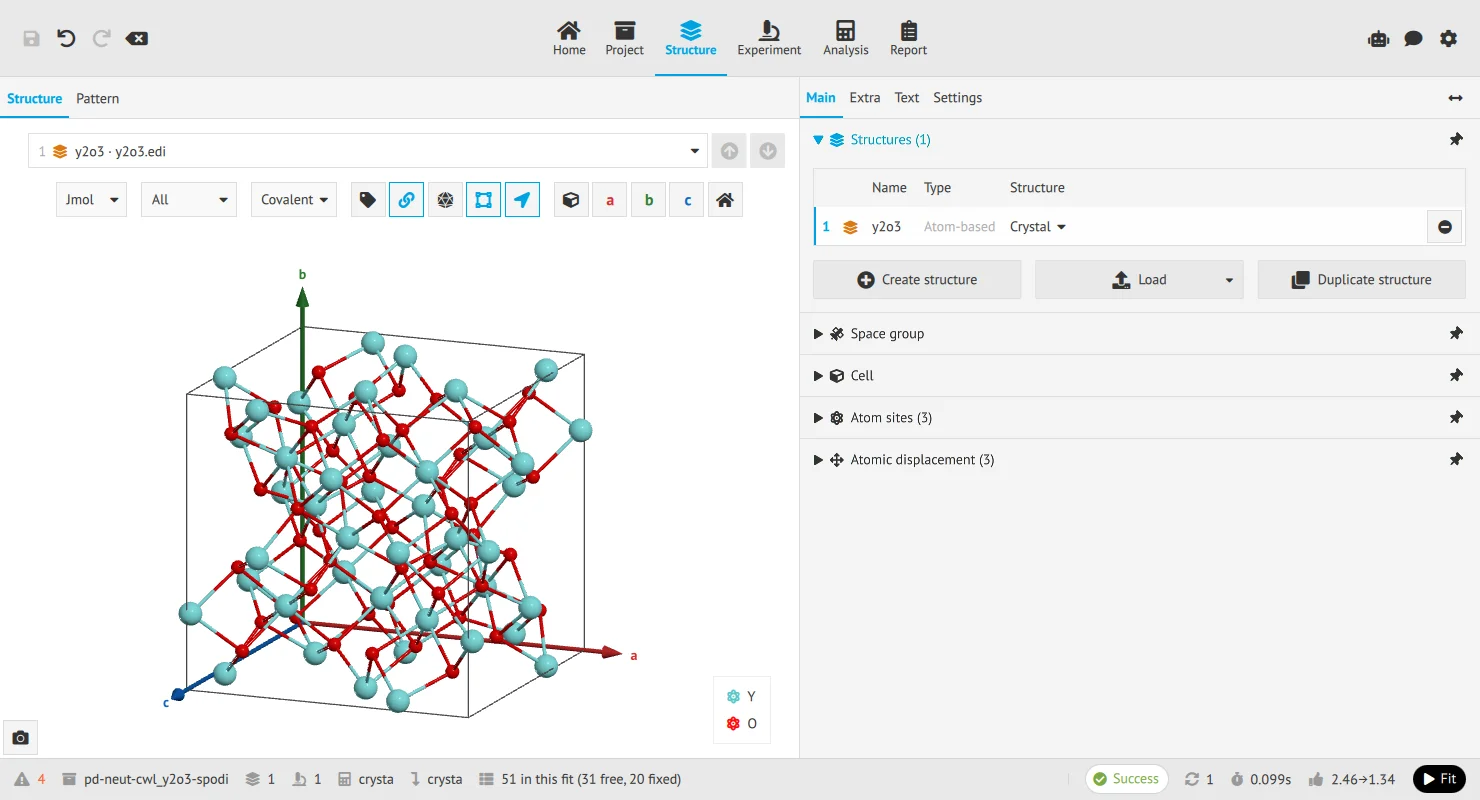 Home
Project
Structure
Experiment
Analysis
Report
Structure
Pattern
Main
Extra
Text
Settings
1 y2o3 · y2o3.edi
Jmol
All
Covalent
a
b
c
Structures (1)
Name Type Structure
1 y2o3 Atom-based Crystal
Create structure
Load
Duplicate structure
Space group
Cell
Atom sites (3)
Atomic displacement (3)
b
a
c
Y
O
4
pd-neut-cwl_y2o3-spodi
1
1
crysta
crysta
51 in this fit (31 free, 20 fixed)
Success
1
0.099s
2.46→1.34
Fit